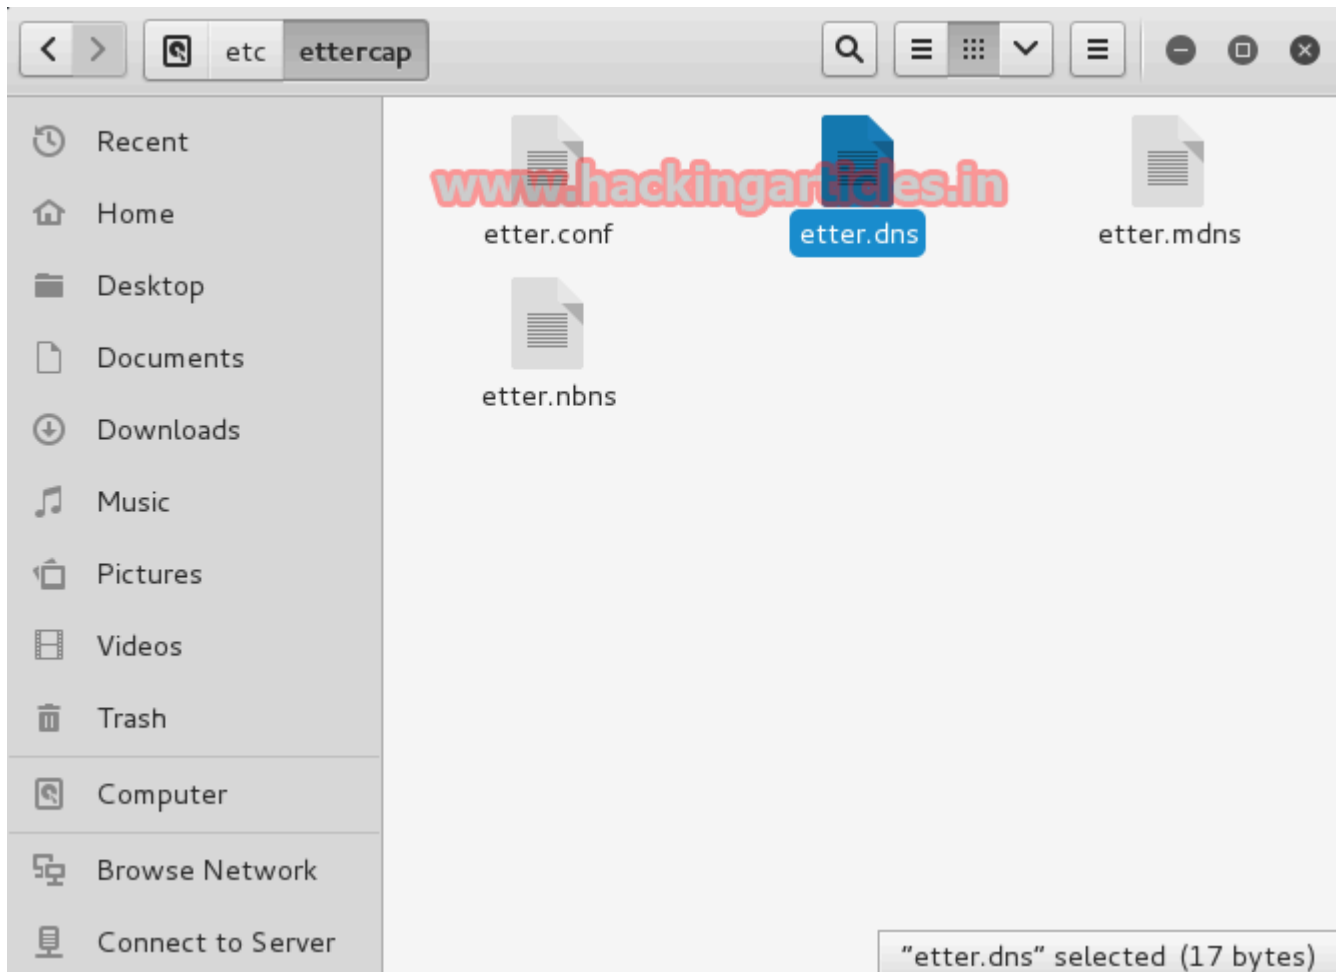 etc ettercap
Recent
Home
Desktop
Documents
Downloads
Music
Pictures
Videos
Trash
Computer
Browse Network
Connect to Server
www.hackingarticles.in
etter.conf etter.dns etter.mdns
etter.nbns
"etter.dns" selected (17 bytes)